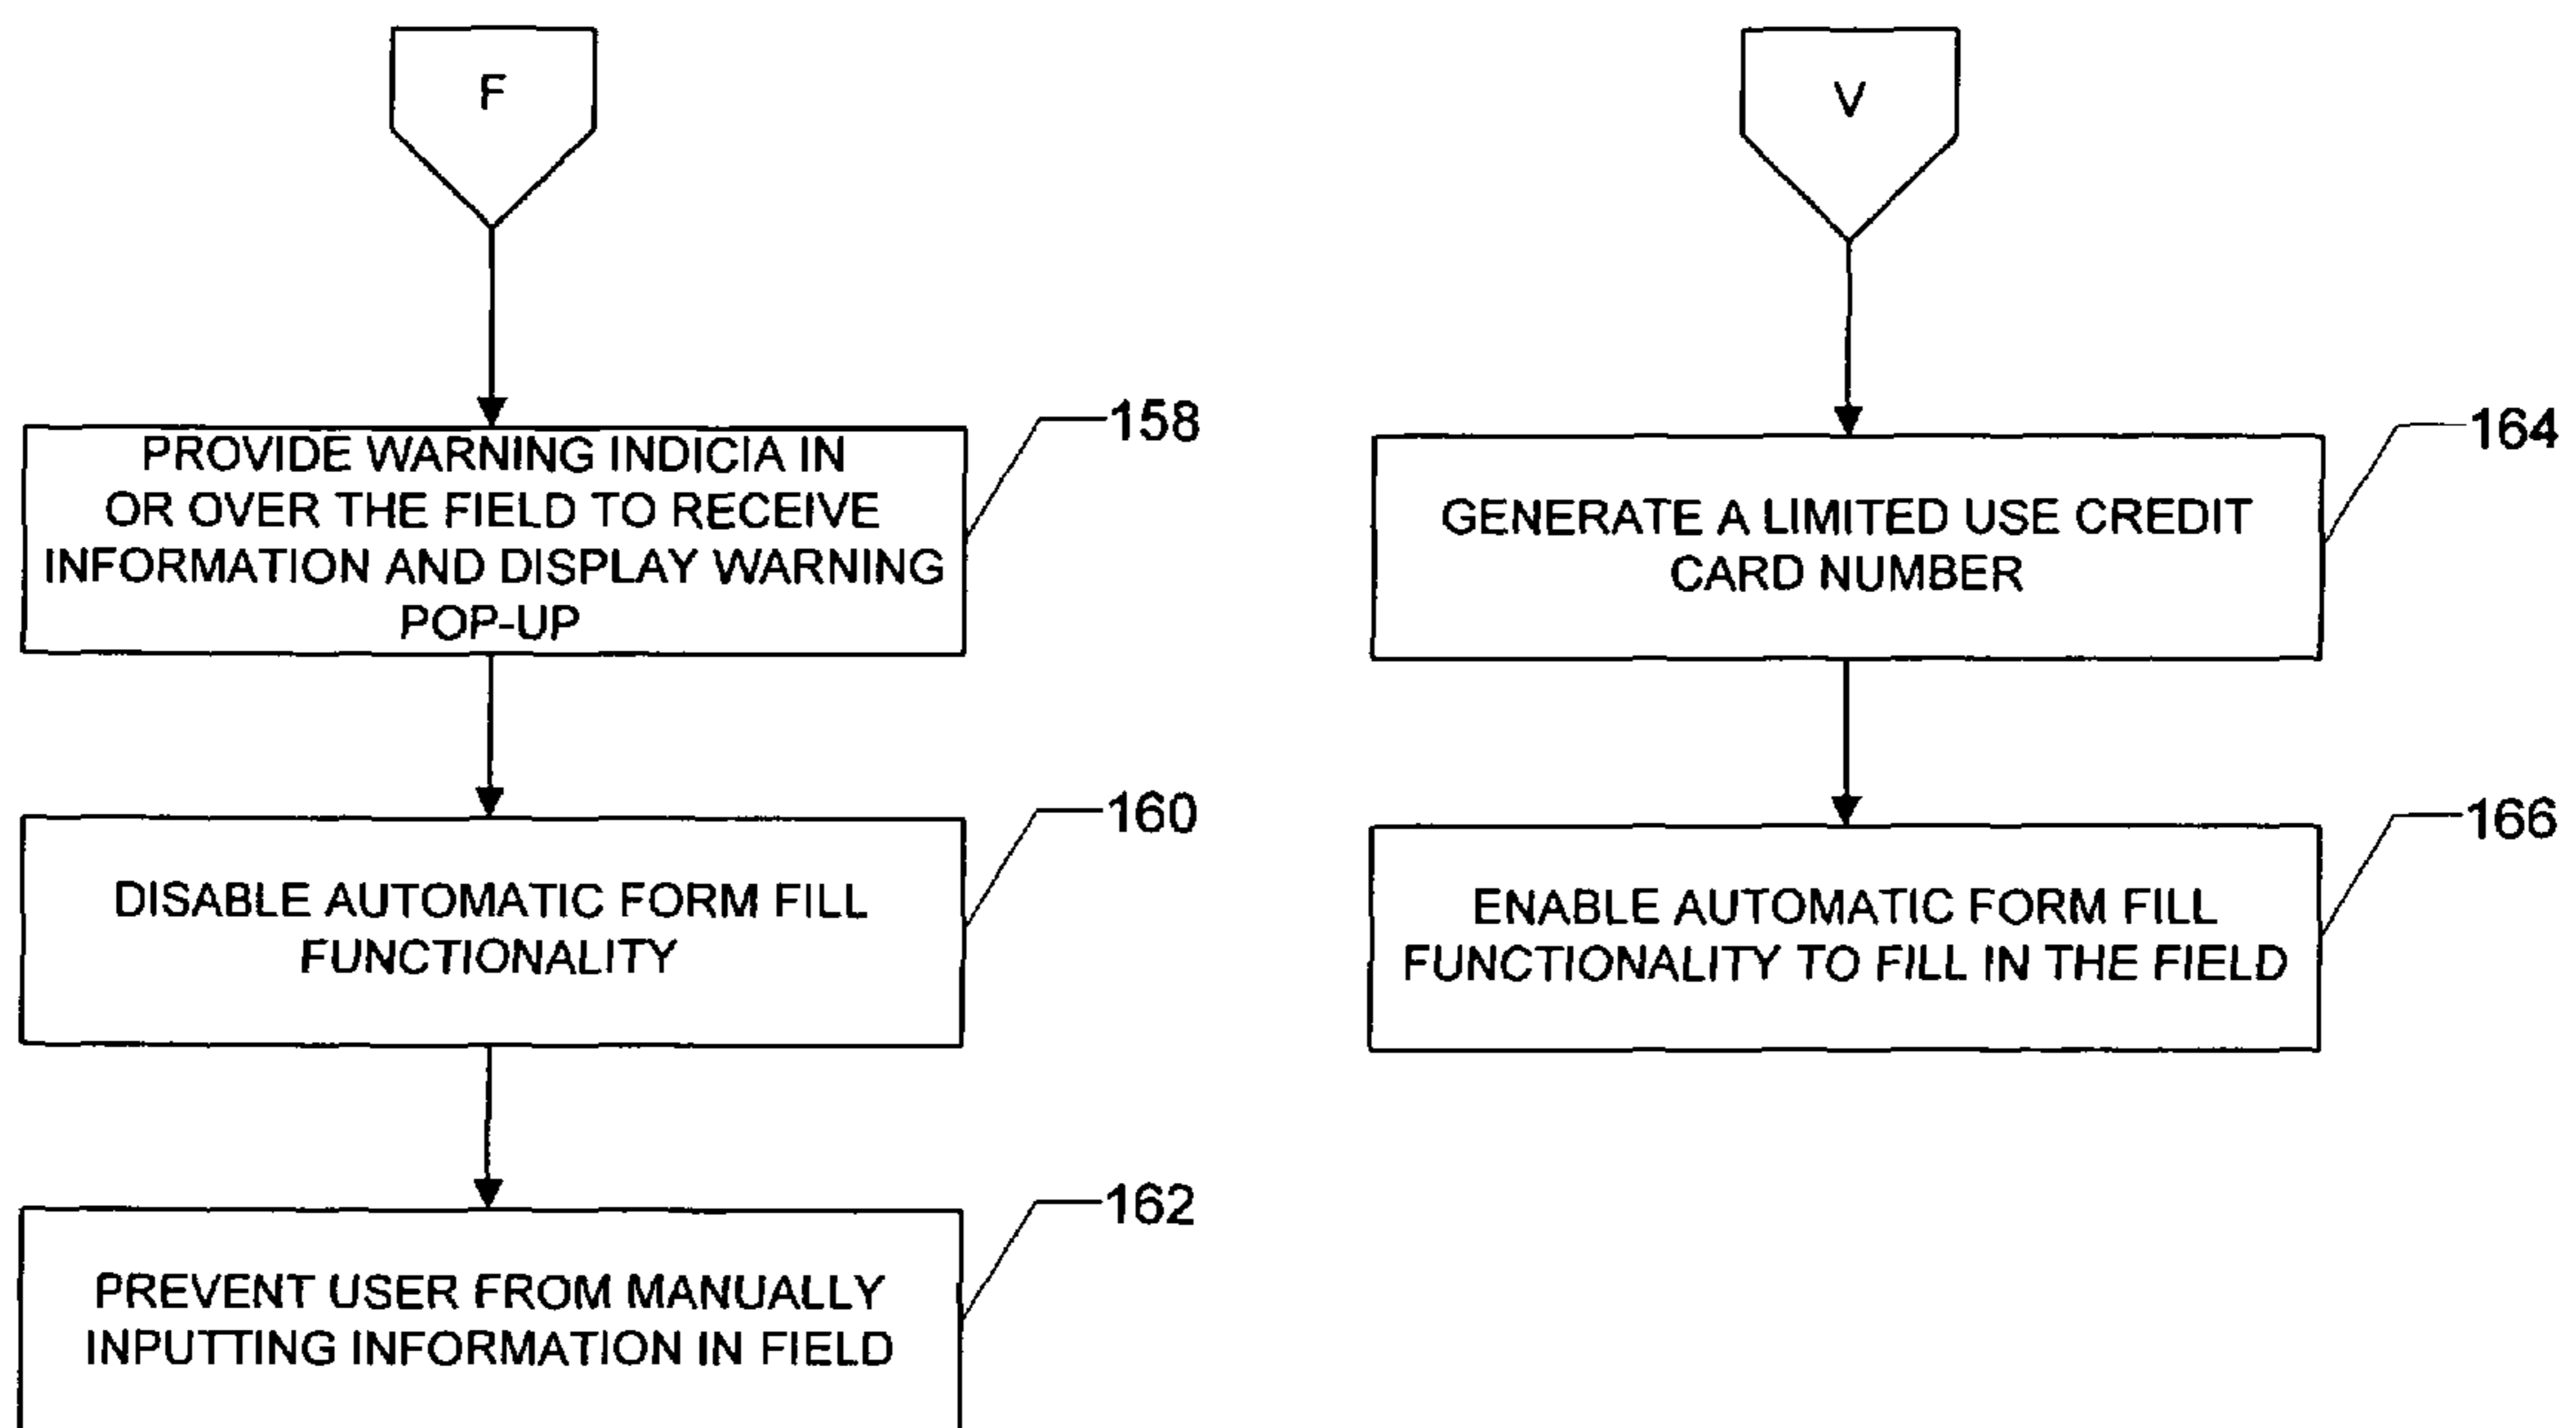 F
158
PROVIDE WARNING INDICIA IN
OR OVER THE FIELD TO RECEIVE
INFORMATION AND DISPLAY WARNING
POP-UP
160
DISABLE AUTOMATIC FORM FILL
FUNCTIONALITY
162
PREVENT USER FROM MANUALLY
INPUTTING INFORMATION IN FIELD
V
164
GENERATE A LIMITED USE CREDIT
CARD NUMBER
166
ENABLE AUTOMATIC FORM FILL
FUNCTIONALITY TO FILL IN THE FIELD